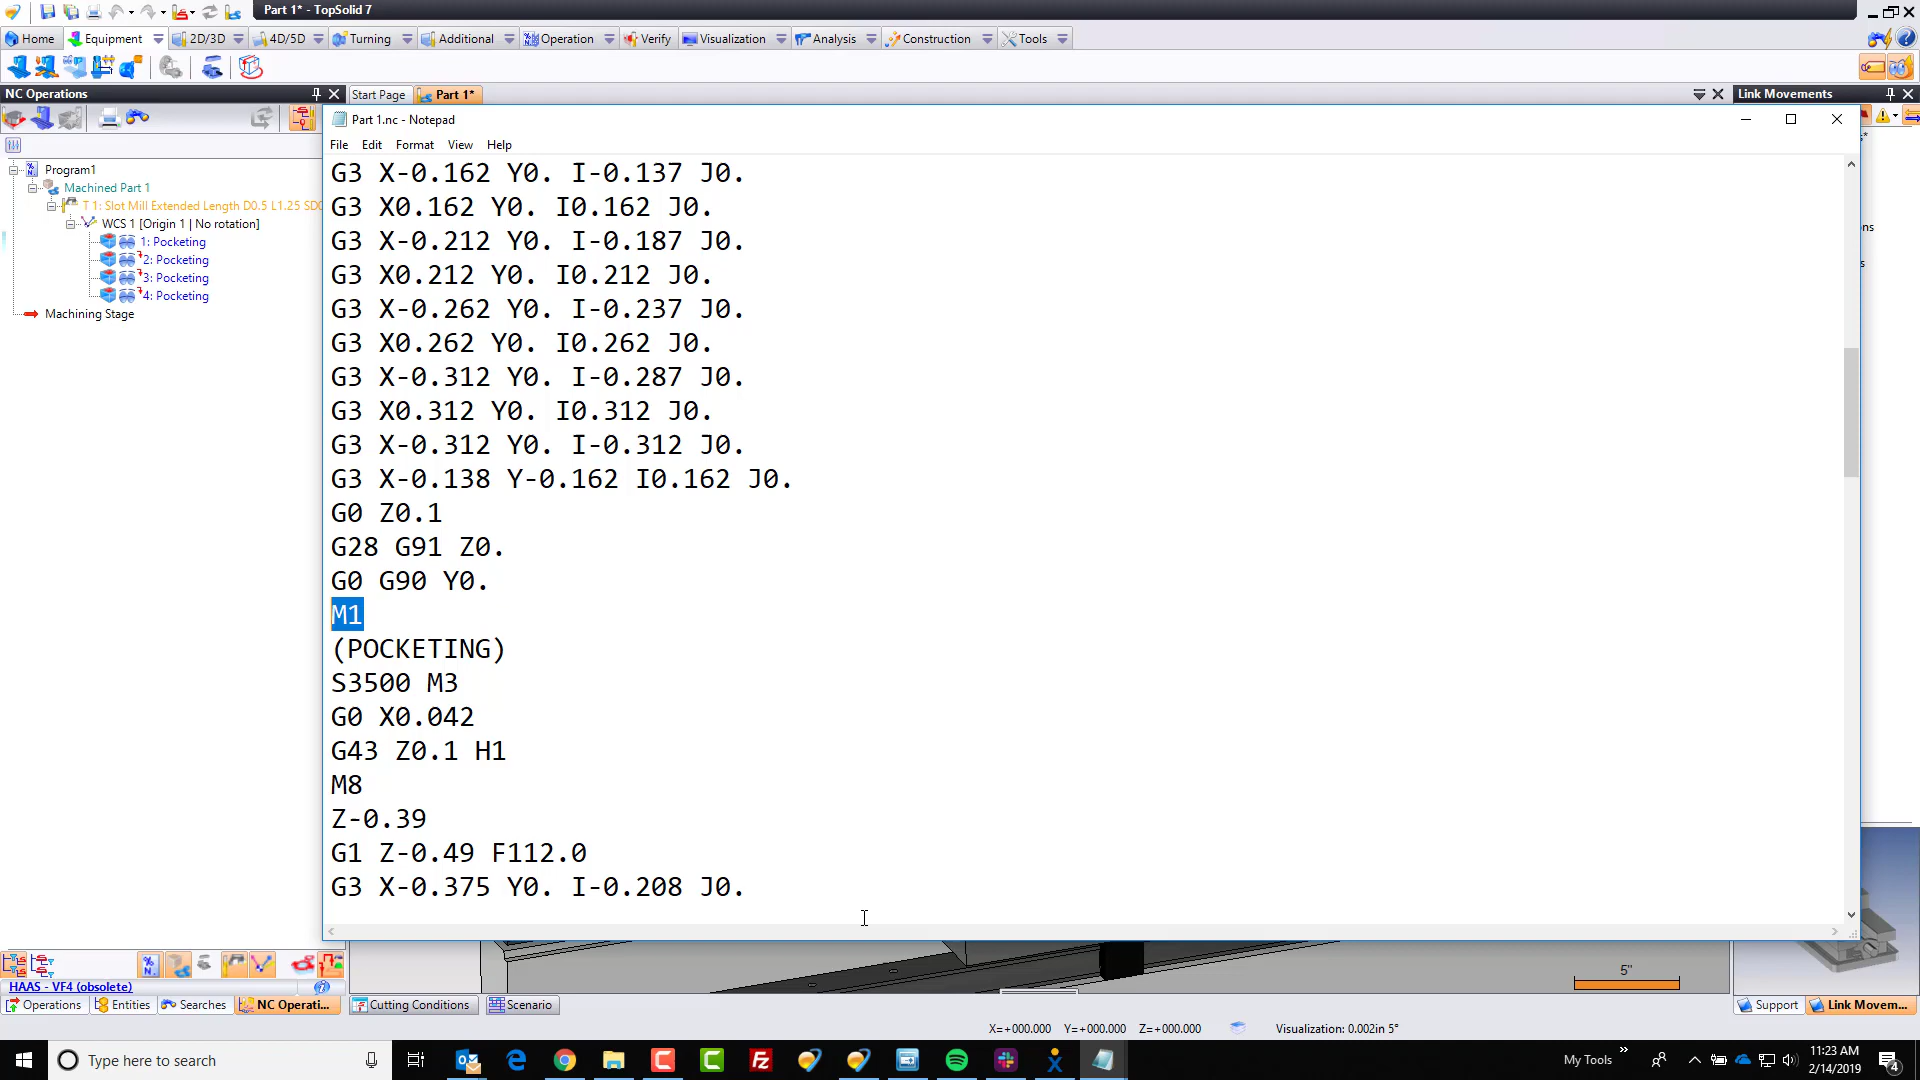 Part 1* - TopSolid 7
Home
Equipment
2D/3D
4D/5D
Turning
Additional
Operation
Verify
Visualization
Analysis
Construction
Tools
NC Operations
Start Page
Part 1*
Link Movements
Part 1.nc - Notepad
File Edit Format View Help
Program1
Machined Part 1
T 1: Slot Mill Extended Length D0.5 L1.25 SD0
WCS 1 [Origin 1 | No rotation]
1: Pocketing
2: Pocketing
3: Pocketing
4: Pocketing
Machining Stage
G3 X-0.162 Y0. I-0.137 J0.
G3 X0.162 Y0. I0.162 J0.
G3 X-0.212 Y0. I-0.187 J0.
G3 X0.212 Y0. I0.212 J0.
G3 X-0.262 Y0. I-0.237 J0.
G3 X0.262 Y0. I0.262 J0.
G3 X-0.312 Y0. I-0.287 J0.
G3 X0.312 Y0. I0.312 J0.
G3 X-0.312 Y0. I-0.312 J0.
G3 X-0.138 Y-0.162 I0.162 J0.
G0 Z0.1
G28 G91 Z0.
G0 G90 Y0.
M1
(POCKETING)
S3500 M3
G0 X0.042
G43 Z0.1 H1
M8
Z-0.39
G1 Z-0.49 F112.0
G3 X-0.375 Y0. I-0.208 J0.
ns
s
5"
HAAS - VF4 (obsolete)
Operations
Entities
Searches
NC Operati...
Cutting Conditions
Scenario
Support
Link Movem...
X=+000.000 Y=+000.000 Z=+000.000
Visualization: 0.002in 5°
Type here to search
My Tools
11:23 AM
2/14/2019
4